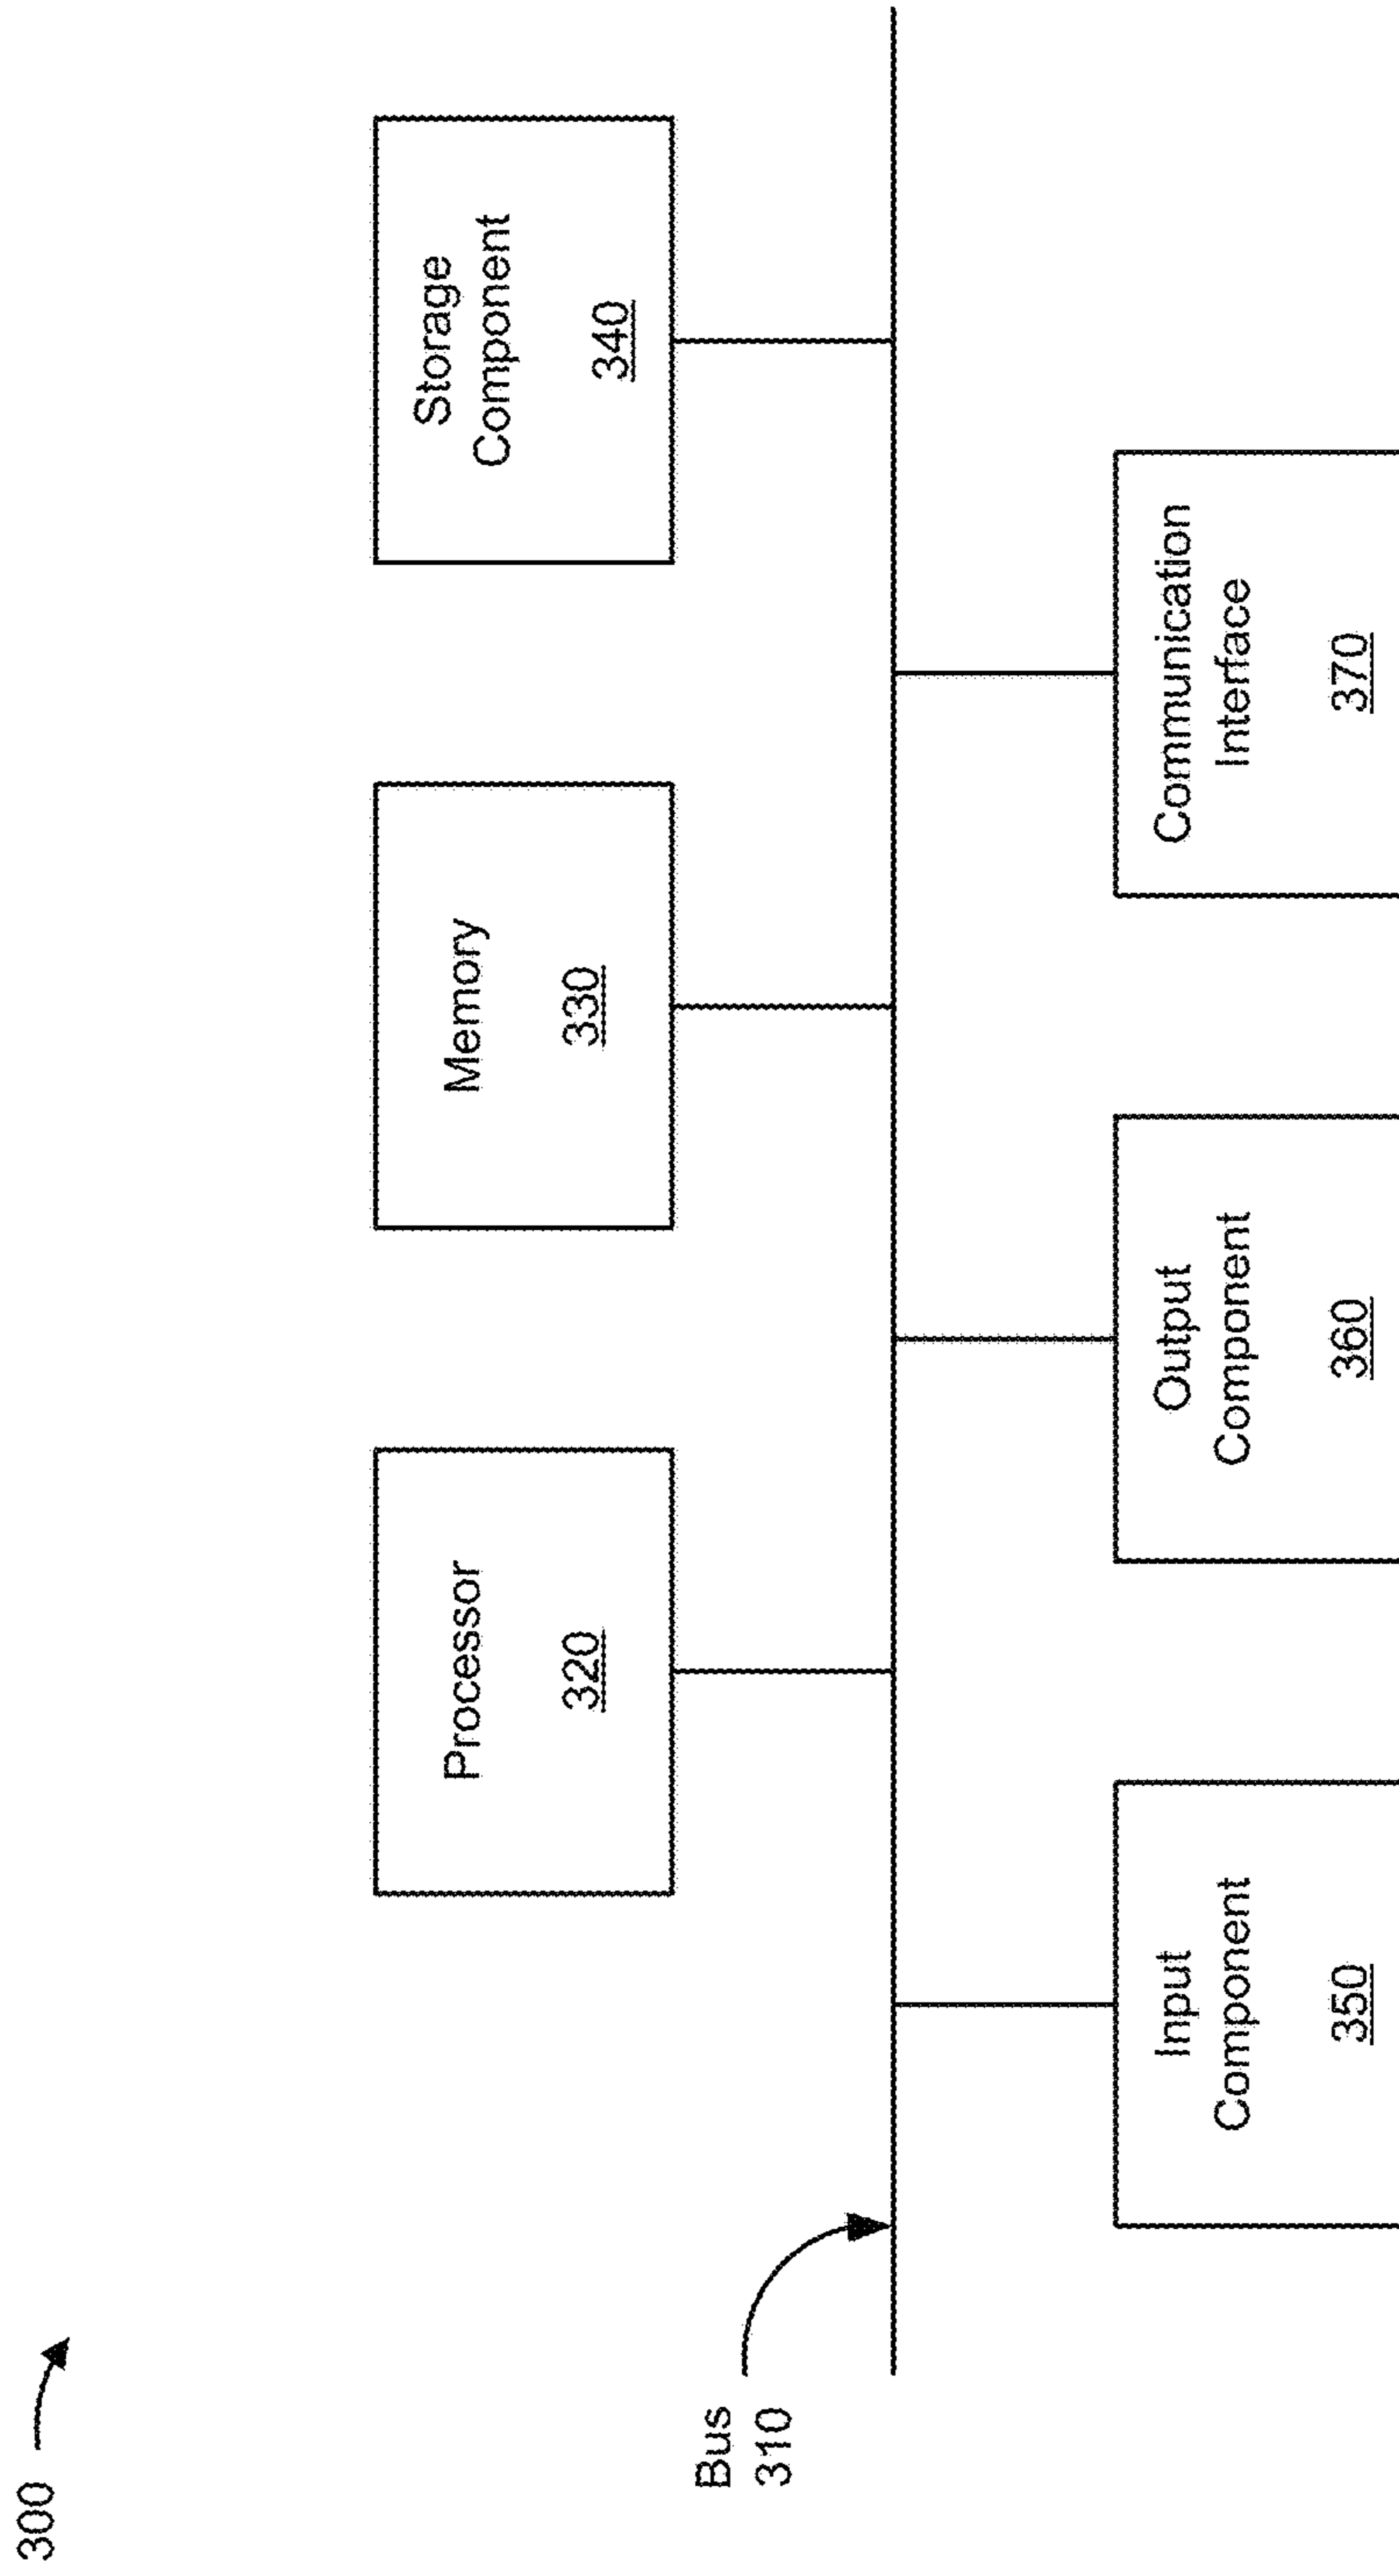 300
Processor
320
Memory
330
Storage
Component
340
Bus
310
Input
Component
350
Output
Component
360
Communication
Interface
370